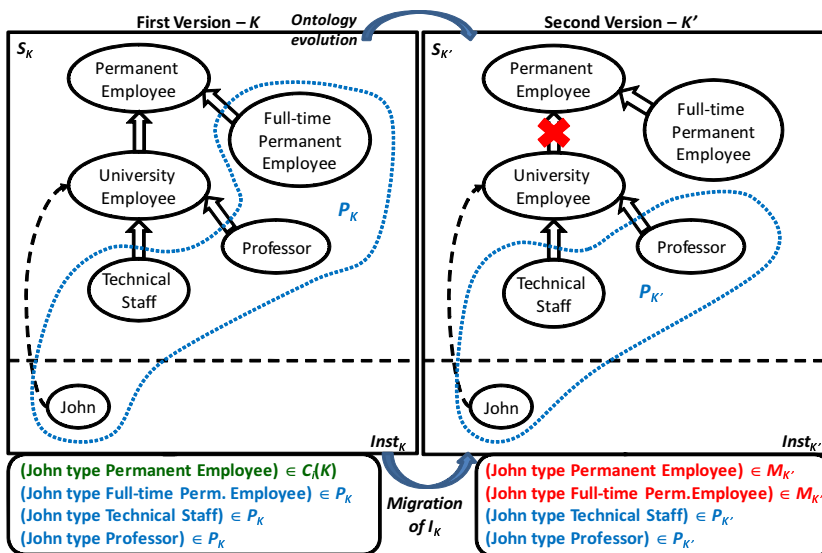 First Version – K
Ontology
evolution
Second Version – K’
S_K
Permanent
Employee
Full-time
Permanent
Employee
University
Employee
P_K
Professor
Technical
Staff
John
Inst_K
S_K’
Permanent
Employee
Full-time
Permanent
Employee
University
Employee
Professor
Technical
Staff
P_K’
John
Inst_K’
(John type Permanent Employee) ∈ C_i(K)
(John type Full-time Perm. Employee) ∈ P_K
(John type Technical Staff) ∈ P_K
(John type Professor) ∈ P_K
Migration
of I_K
(John type Permanent Employee) ∈ M_K’
(John type Full-time Perm.Employee) ∈ M_K’
(John type Technical Staff) ∈ P_K’
(John type Professor) ∈ P_K’